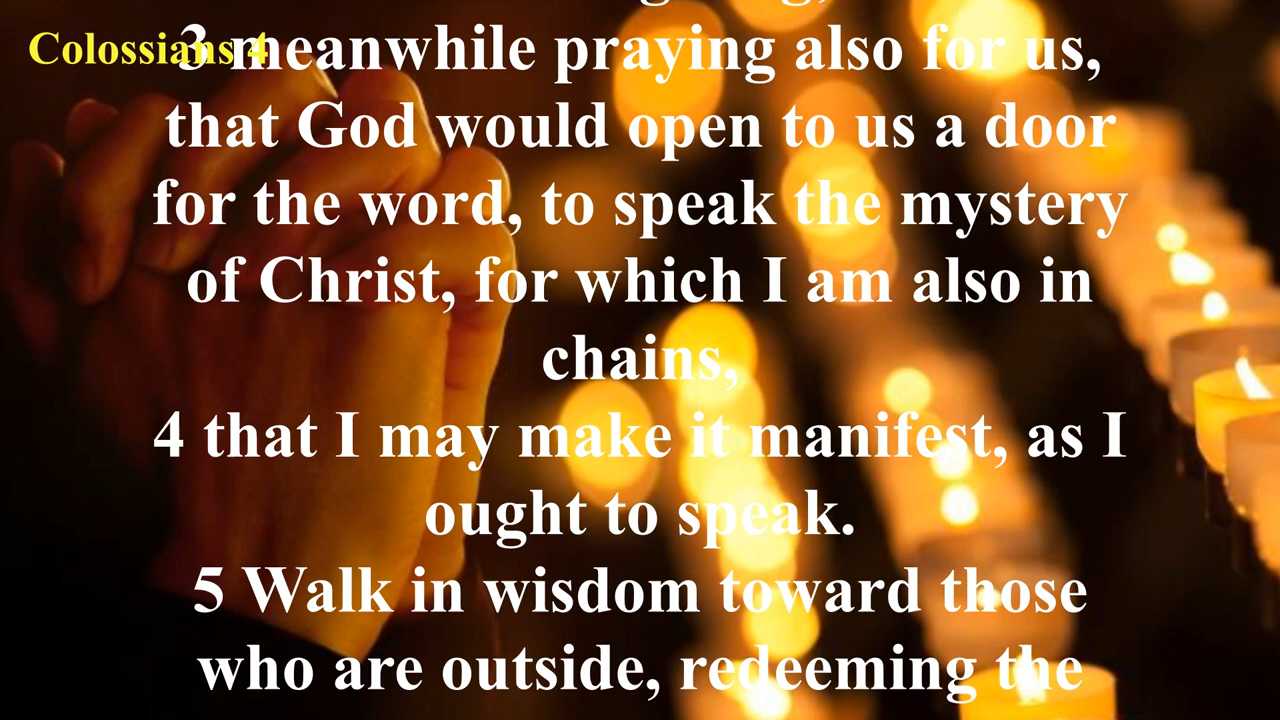 Colossians 4
3 meanwhile praying also for us,
that God would open to us a door
for the word, to speak the mystery
of Christ, for which I am also in
chains,
4 that I may make it manifest, as I
ought to speak.
5 Walk in wisdom toward those
who are outside, redeeming the